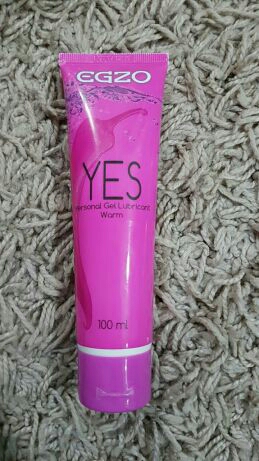 EGZO
YES
Personal Gel Lubricant
Warm
100 ml